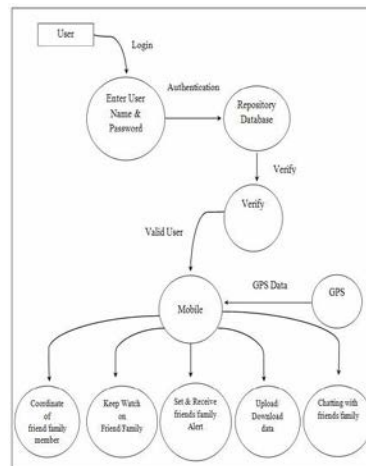 User
Login
Enter User
Name &
Password
Authentication
Repository
Database
Verify
Verify
Valid User
GPS Data
GPS
Mobile
Coordinate
of
friend family
member
Keep Watch
on
Friend/Family
Set & Receive
friends family
Alert
Upload/
Download
data
Chatting with
friends family